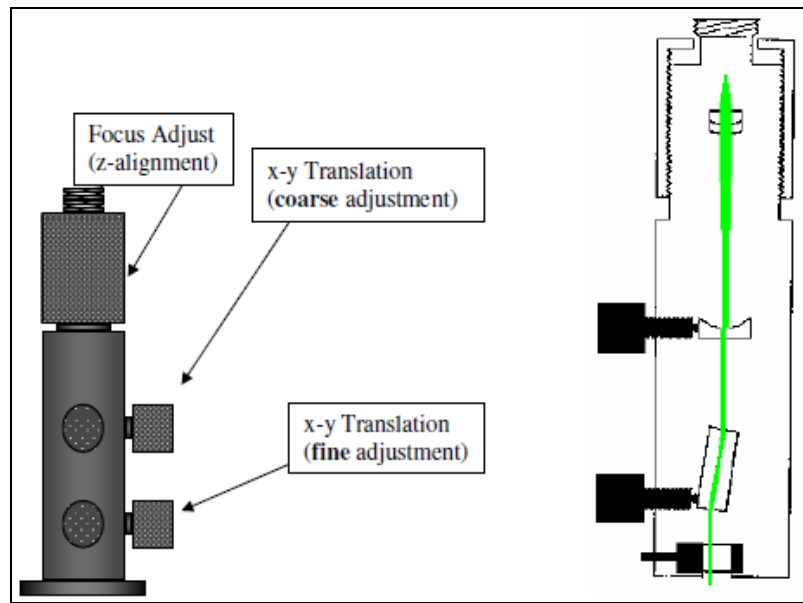 Focus Adjust
(z-alignment)
x-y Translation
(coarse adjustment)
x-y Translation
(fine adjustment)